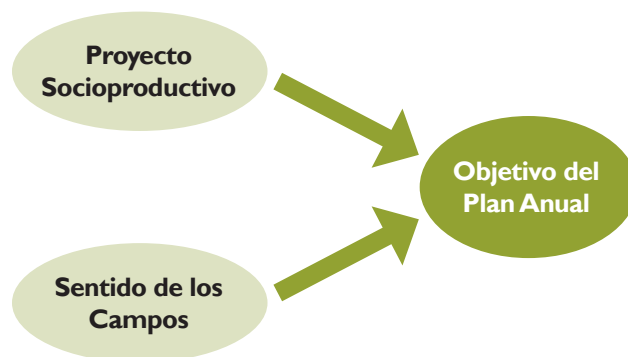 Proyecto
Socioproductivo
Objetivo del
Plan Anual
Sentido de los
Campos